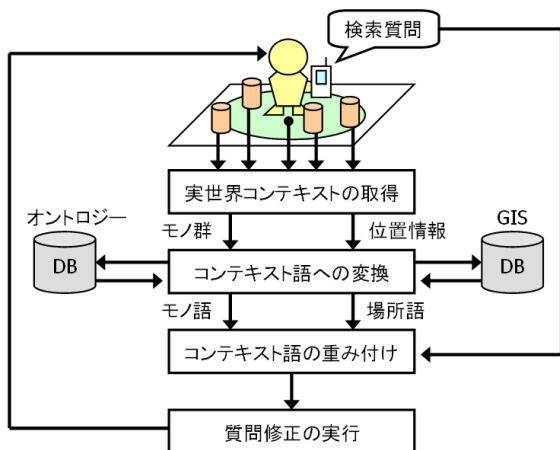 検索質問
実世界コンテキストの取得
オントロジー
モノ群
位置情報
GIS
DB
コンテキスト語への変換
DB
モノ語
場所語
コンテキスト語の重み付け
質問修正の実行